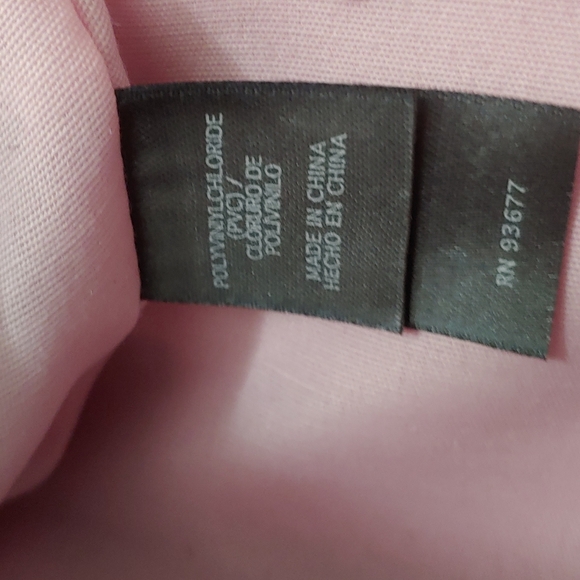 POLYVINYLCHLORIDE
(PVC) /
CLORURO DE
POLIVINILO
MADE IN CHINA
HECHO EN CHINA
RN 93677